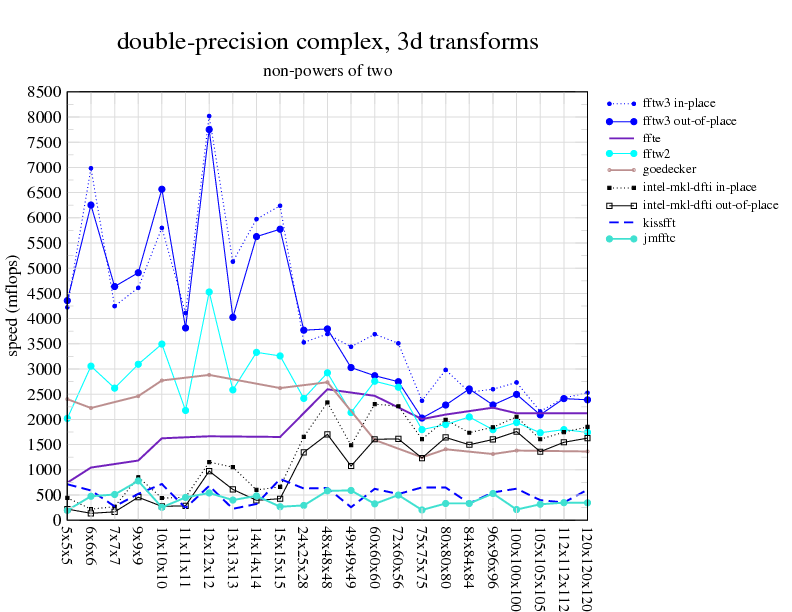 double-precision complex, 3d transforms
non-powers of two
speed (mflops)
8500
8000
7500
7000
6500
6000
5500
5000
4500
4000
3500
3000
2500
2000
1500
1000
500
0
5x5x5
6x6x6
7x7x7
9x9x9
10x10x10
11x11x11
12x12x12
13x13x13
14x14x14
15x15x15
24x25x28
48x48x48
49x49x49
60x60x60
72x60x56
75x75x75
80x80x80
84x84x84
96x96x96
100x100x100
105x105x105
112x112x112
120x120x120
fftw3 in-place
fftw3 out-of-place
ffte
fftw2
goedecker
intel-mkl-dfti in-place
intel-mkl-dfti out-of-place
kissfft
jmfftc